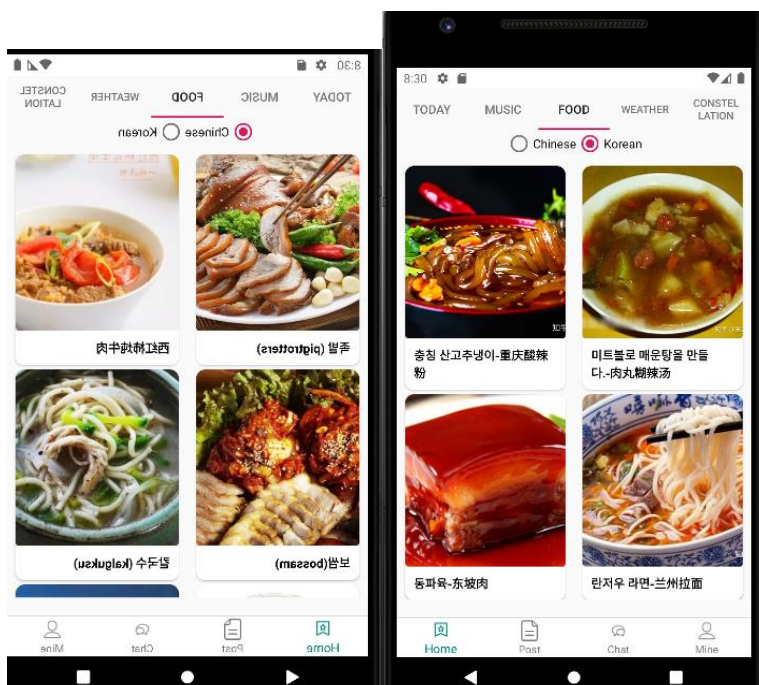 8:30
TODAY MUSIC FOOD WEATHER CONSTEL
LATION
Chinese Korean
족발 (pigtrotters)
西红柿炖牛肉
보쌈(bossam)
칼국수 (kalguksu)
Home Post Chat Mine
8:30
TODAY MUSIC FOOD WEATHER CONSTEL
LATION
Chinese Korean
충칭 산고추냉이-重庆酸辣
粉
미트볼로 매운탕을 만들
다.-肉丸糊辣汤
동파육-东坡肉
란저우 라면-兰州拉面
Home Post Chat Mine